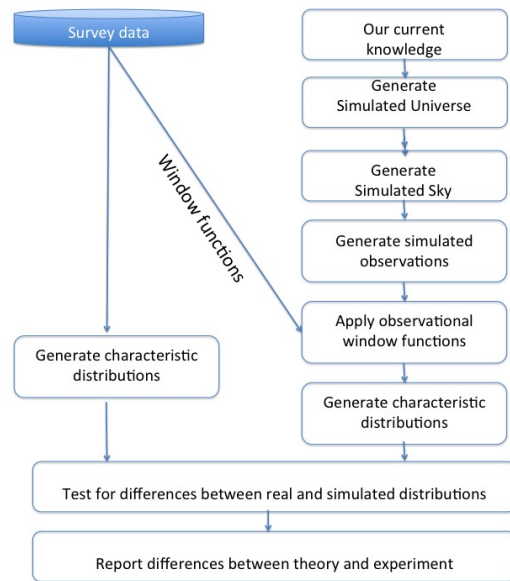 Survey data
Our current
knowledge
Generate
Simulated Universe
Generate
Simulated Sky
Window functions
Generate simulated
observations
Apply observational
window functions
Generate characteristic
distributions
Generate characteristic
distributions
Test for differences between real and simulated distributions
Report differences between theory and experiment